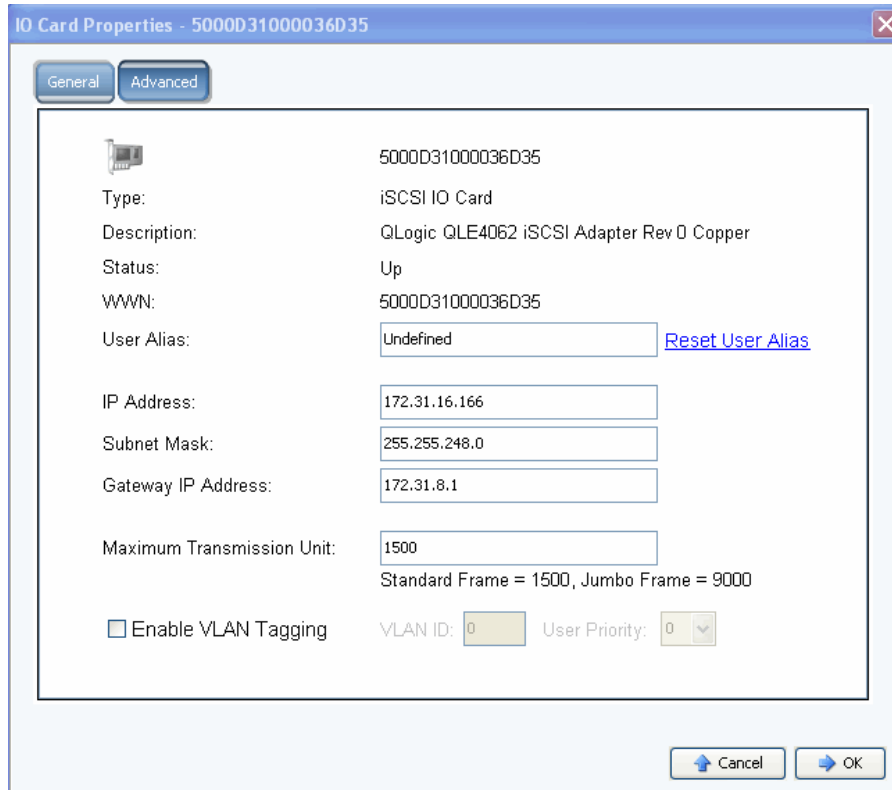 IO Card Properties - 5000D31000036D35
General Advanced
5000D31000036D35
Type: iSCSI IO Card
Description: QLogic QLE4062 iSCSI Adapter Rev 0 Copper
Status: Up
WWN: 5000D31000036D35
User Alias: Undefined Reset User Alias
IP Address: 172.31.16.166
Subnet Mask: 255.255.248.0
Gateway IP Address: 172.31.8.1
Maximum Transmission Unit: 1500
Standard Frame = 1500, Jumbo Frame = 9000
Enable VLAN Tagging VLAN ID: 0 User Priority: 0
Cancel OK